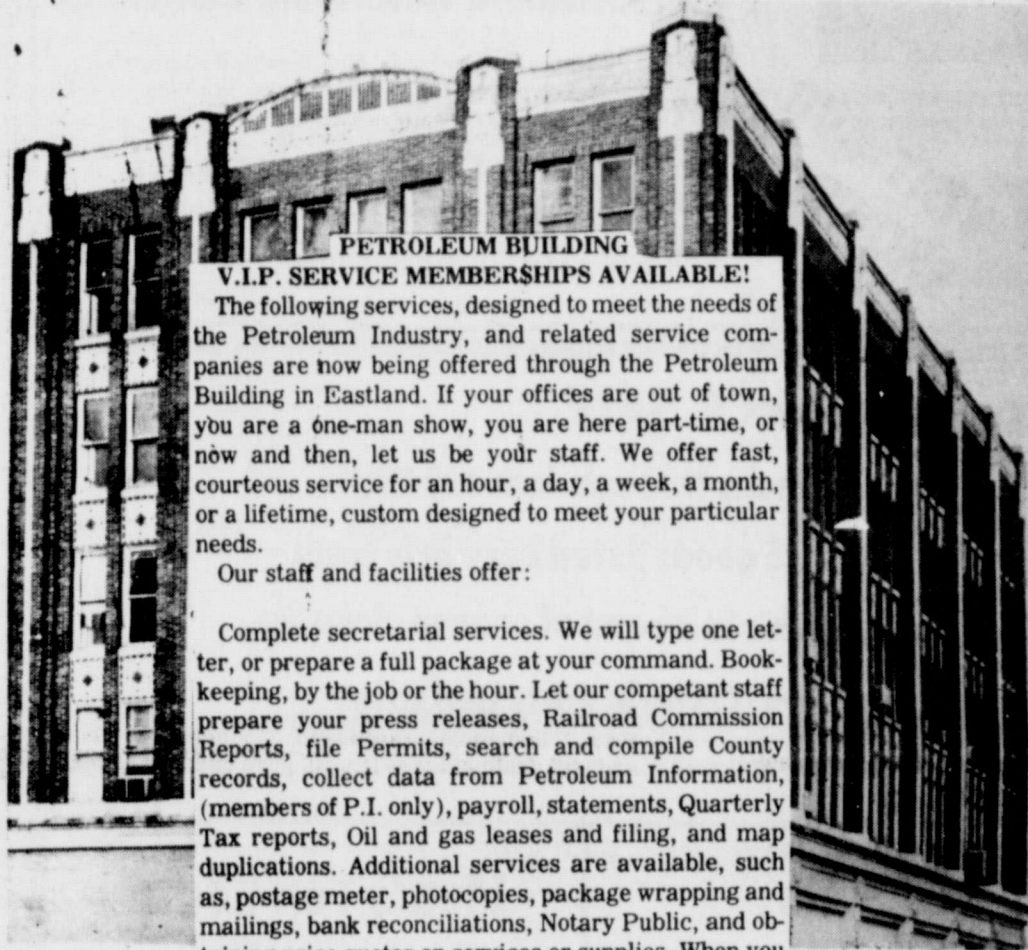 PETROLEUM BUILDING
V.I.P. SERVICE MEMBERSHIPS AVAILABLE!
The following services, designed to meet the needs of
the Petroleum Industry, and related service com-
panies are now being offered through the Petroleum
Building in Eastland. If your offices are out of town,
you are a one-man show, you are here part-time, or
now and then, let us be your staff. We offer fast,
courteous service for an hour, a day, a week, a month,
or a lifetime, custom designed to meet your particular
needs.
Our staff and facilities offer:
Complete secretarial services. We will type one let-
ter, or prepare a full package at your command. Book-
keeping, by the job or the hour. Let our competant staff
prepare your press releases, Railroad Commission
Reports, file Permits, search and compile County
records, collect data from Petroleum Information,
(members of P.I. only), payroll, statements, Quarterly
Tax reports, Oil and gas leases and filing, and map
duplications. Additional services are available, such
as, postage meter, photocopies, package wrapping and
mailings, bank reconciliations, Notary Public, and ob-
quotes on services or supplies. When you